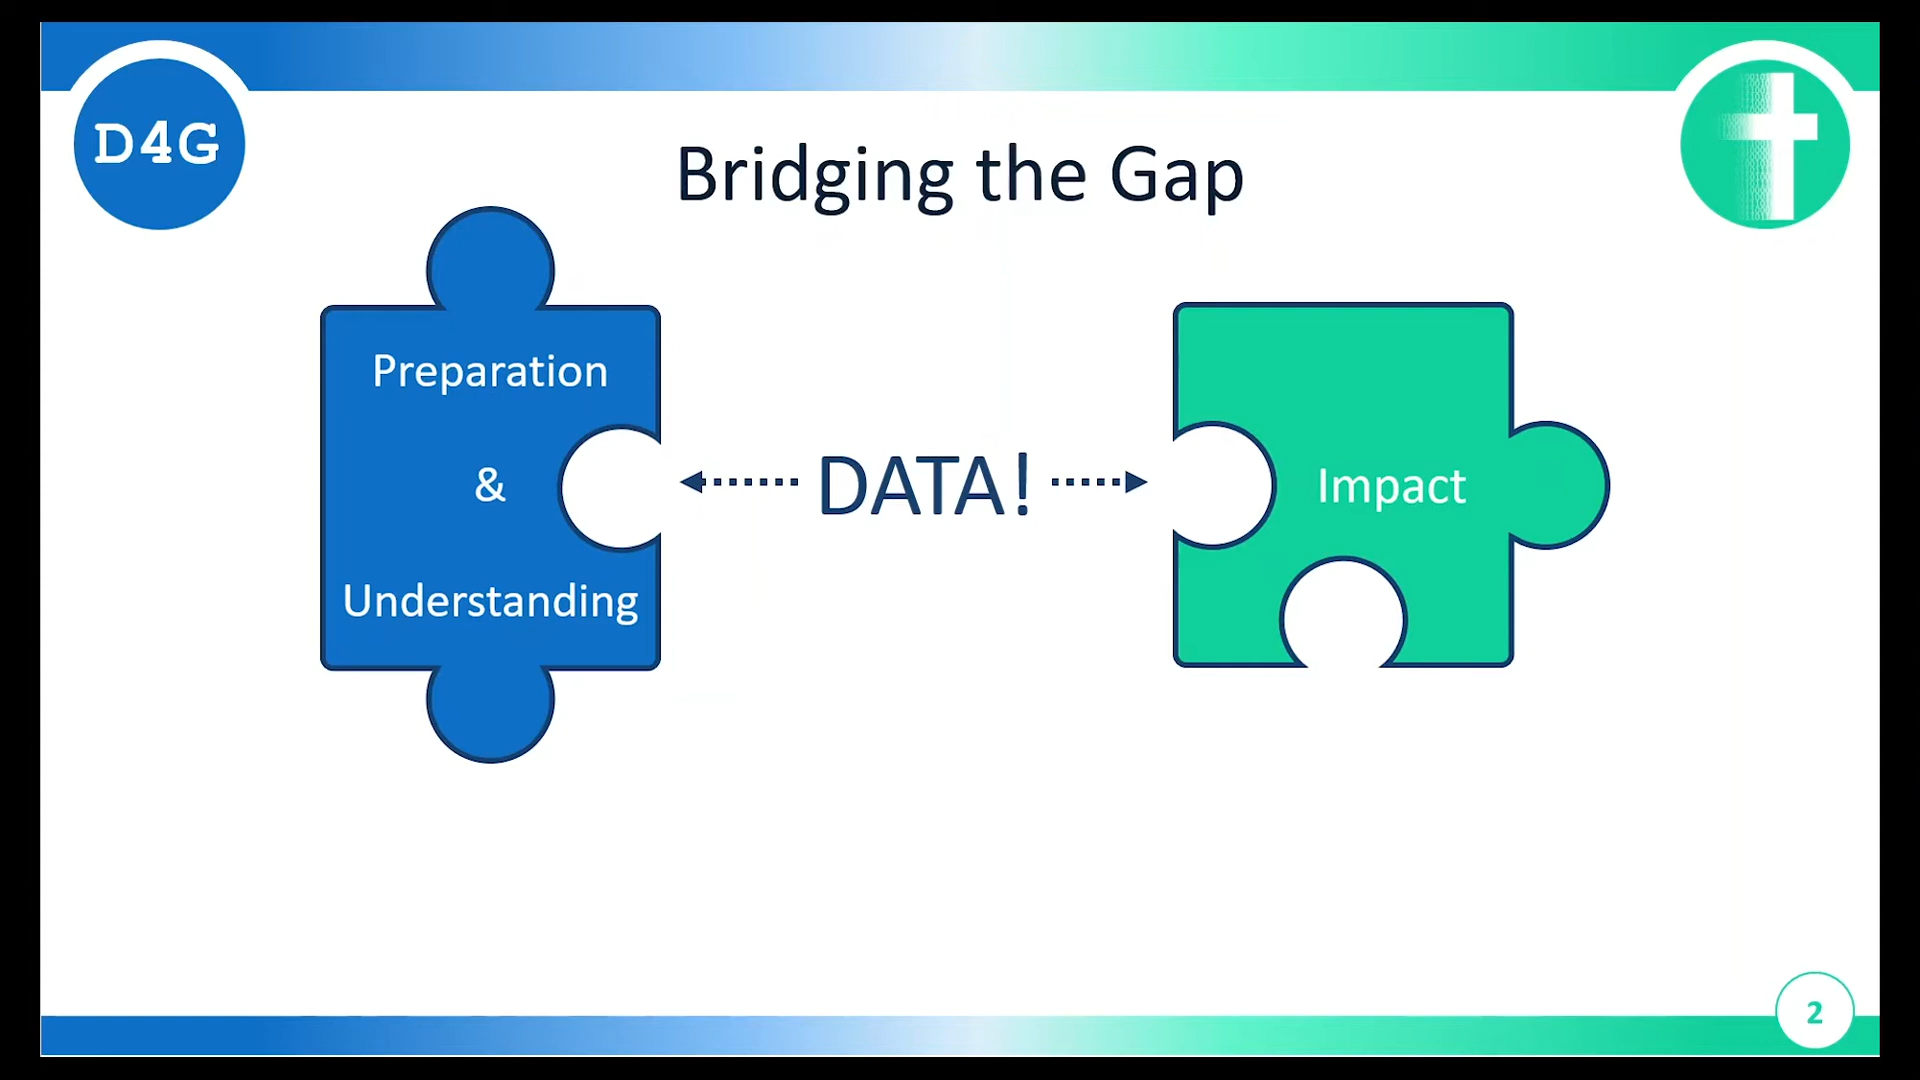 D4G
Bridging the Gap
Preparation
&
Understanding
DATA!
Impact
2